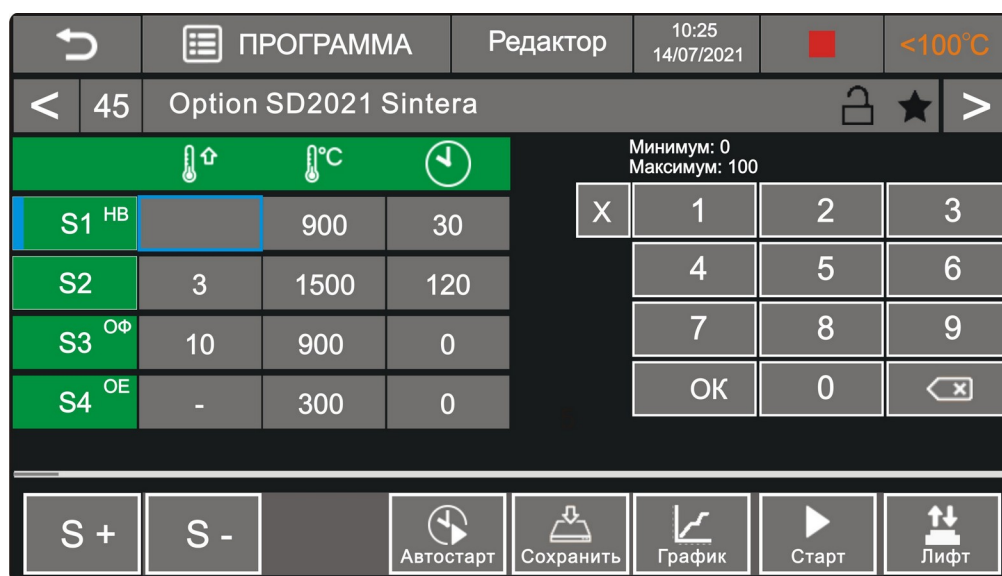 ПРОГРАММА Редактор 10:25 <100°C
14/07/2021
< 45 Option SD2021 Sintera >
°C
Минимум: 0
Максимум: 100
S1 НВ 900 30
S2 3 1500 120
S3 ОФ 10 900 0
S4 ОЕ - 300 0
X 1 2 3
4 5 6
7 8 9
ОК 0
S + S - Автостарт Сохранить График Старт Лифт